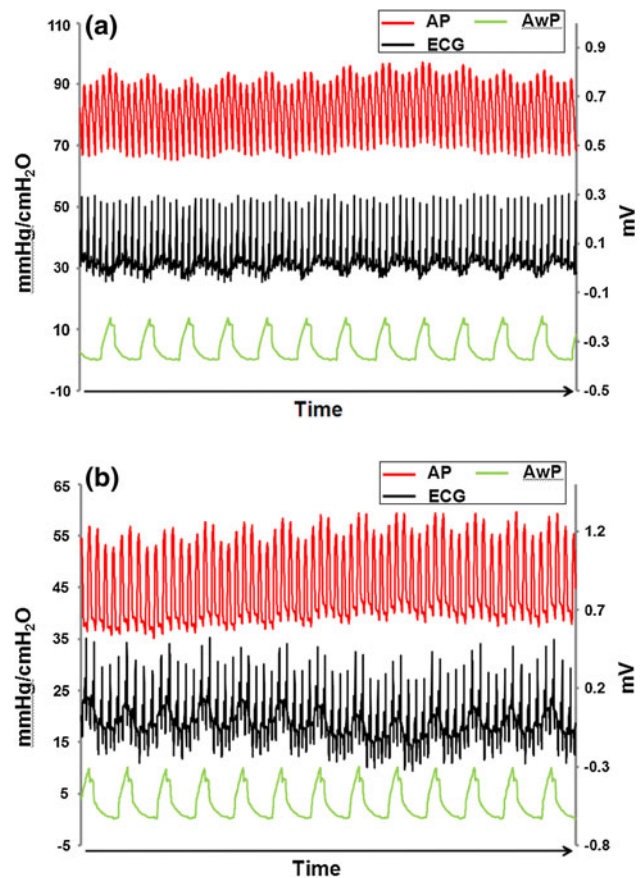 (a)
AP
AwP
ECG
110
90
70
50
30
10
-10
mmHg/cmH₂O
0.9
0.7
0.5
0.3
0.1
-0.1
-0.3
-0.5
mV
Time
(b)
AP
AwP
ECG
65
55
45
35
25
15
5
-5
mmHg/cmH₂O
1.2
0.7
0.2
-0.3
-0.8
mV
Time